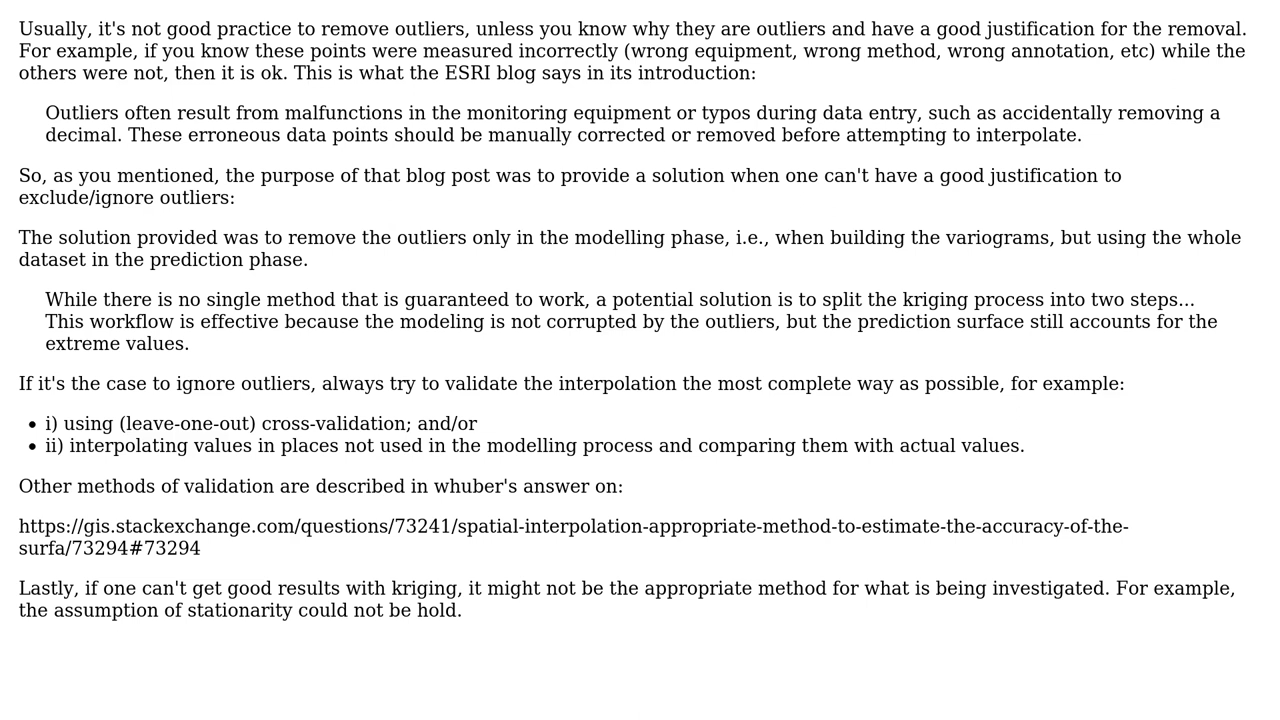 Usually, it's not good practice to remove outliers, unless you know why they are outliers and have a good justification for the removal.
For example, if you know these points were measured incorrectly (wrong equipment, wrong method, wrong annotation, etc) while the
others were not, then it is ok. This is what the ESRI blog says in its introduction:
Outliers often result from malfunctions in the monitoring equipment or typos during data entry, such as accidentally removing a
decimal. These erroneous data points should be manually corrected or removed before attempting to interpolate.
So, as you mentioned, the purpose of that blog post was to provide a solution when one can't have a good justification to
exclude/ignore outliers:
The solution provided was to remove the outliers only in the modelling phase, i.e., when building the variograms, but using the whole
dataset in the prediction phase.
While there is no single method that is guaranteed to work, a potential solution is to split the kriging process into two steps...
This workflow is effective because the modeling is not corrupted by the outliers, but the prediction surface still accounts for the
extreme values.
If it's the case to ignore outliers, always try to validate the interpolation the most complete way as possible, for example:
• i) using (leave-one-out) cross-validation; and/or
• ii) interpolating values in places not used in the modelling process and comparing them with actual values.
Other methods of validation are described in whuber's answer on:
https://gis.stackexchange.com/questions/73241/spatial-interpolation-appropriate-method-to-estimate-the-accuracy-of-the-
surfa/73294#73294
Lastly, if one can't get good results with kriging, it might not be the appropriate method for what is being investigated. For example,
the assumption of stationarity could not be hold.